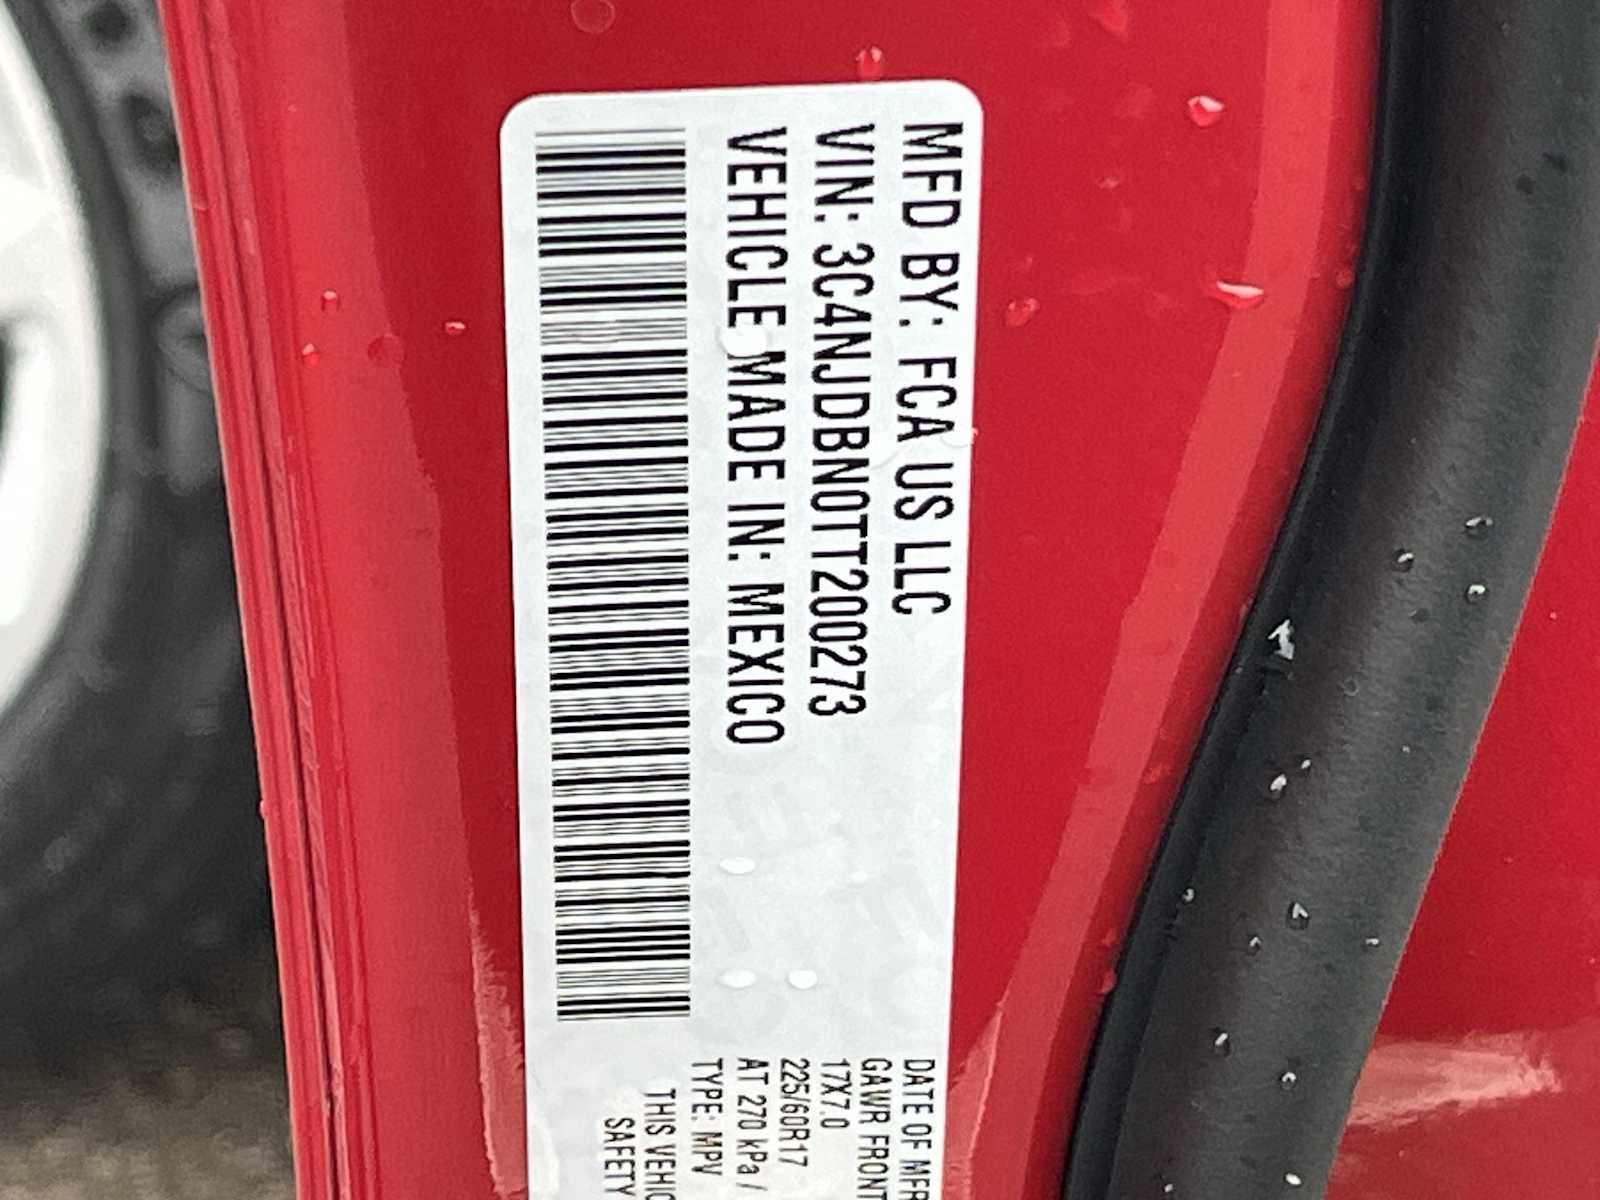 MFD BY: FCA US LLC
VIN: 3C4NJDBN0TT200273
VEHICLE MADE IN: MEXICO
DATE OF MFR
GAWR FRONT
17X7.0
225/60R17
AT 270 kPa /
TYPE: MPV
THIS VEHIC
SAFETY